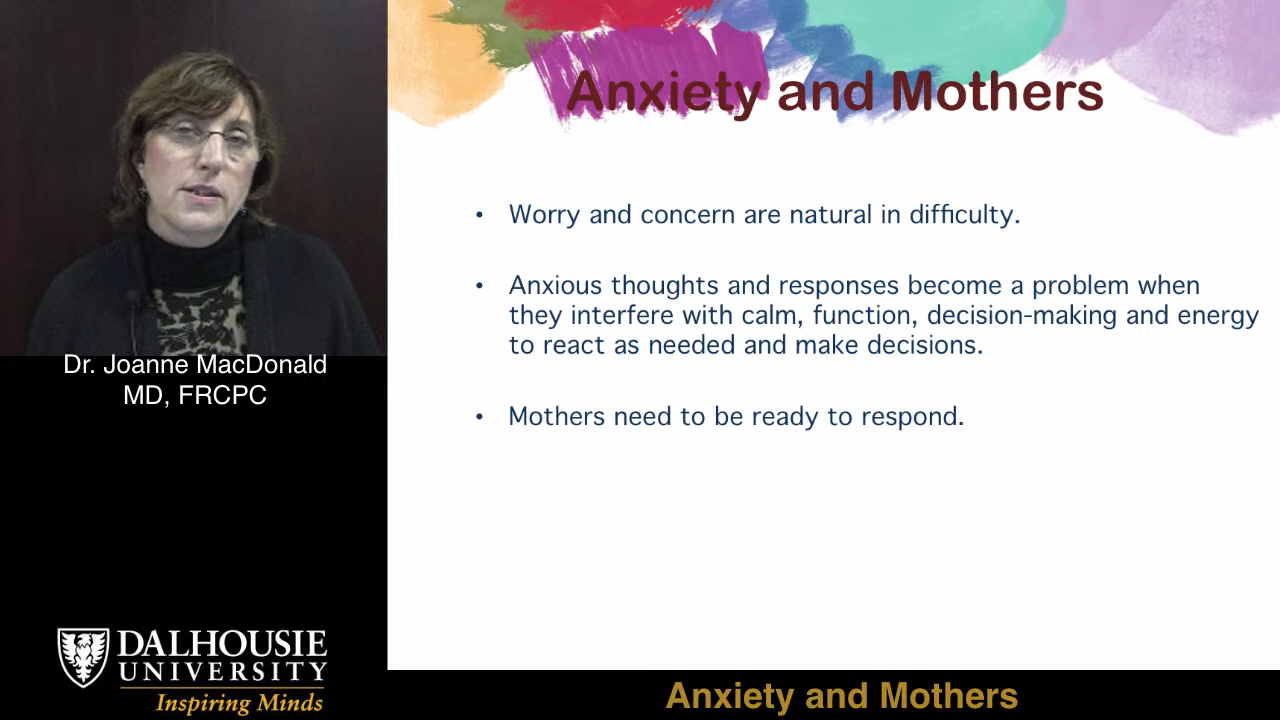 Anxiety and Mothers
• Worry and concern are natural in difficulty.
• Anxious thoughts and responses become a problem when
they interfere with calm, function, decision-making and energy
to react as needed and make decisions.
• Mothers need to be ready to respond.
Dr. Joanne MacDonald
MD, FRCPC
DALHOUSIE
UNIVERSITY
Inspiring Minds
Anxiety and Mothers